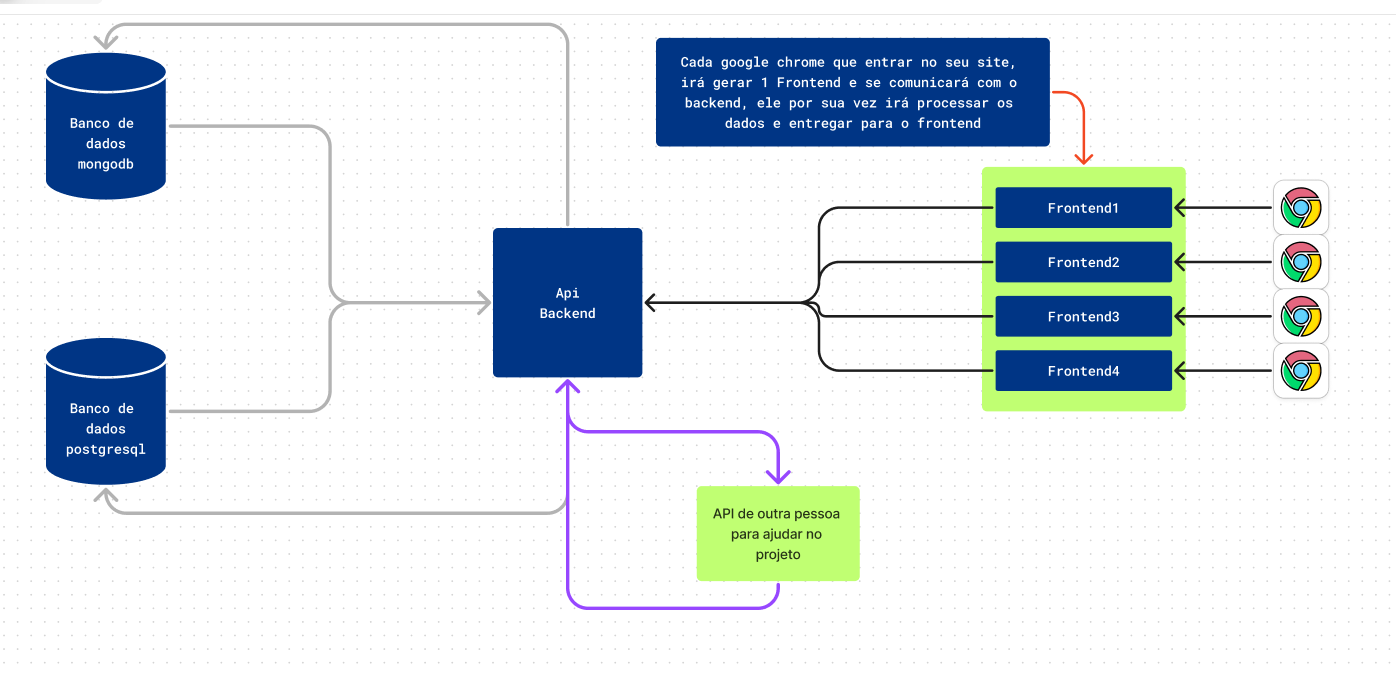 Cada google chrome que entrar no seu site,
irá gerar 1 Frontend e se comunicará com o
backend, ele por sua vez irá processar os
dados e entregar para o frontend
Banco de
dados
mongodb
Frontend1
Frontend2
Frontend3
Frontend4
Api
Backend
Banco de
dados
postgresql
API de outra pessoa
para ajudar no
projeto